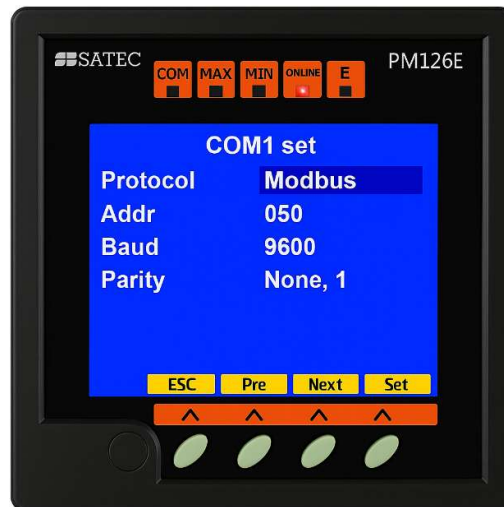 SATEC
COM MAX MIN ONLINE E
PM126E
COM1 set
Protocol Modbus
Addr 050
Baud 9600
Parity None, 1
ESC Pre Next Set